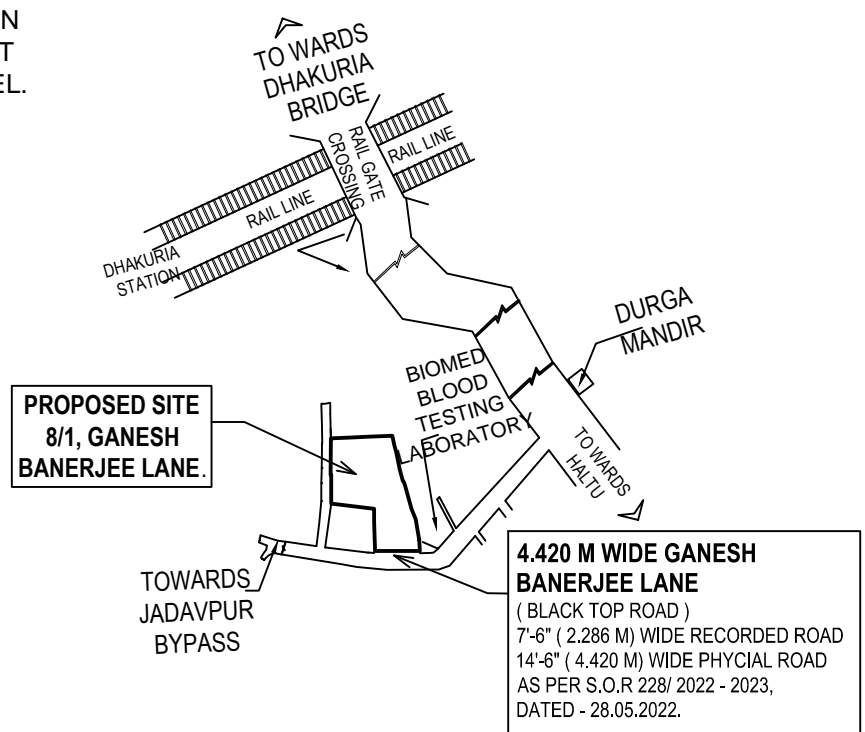 N
T
EL.
TO WARDS
DHAKURIA
BRIDGE
RAIL GATE
CROSSING
RAIL LINE
RAIL LINE
DHAKURIA
STATION
DURGA
MANDIR
BIOMED
BLOOD
TESTING
LABORATORY
PROPOSED SITE
8/1, GANESH
BANERJEE LANE.
TO WARDS
HALTU
TOWARDS
JADAVPUR
BYPASS
4.420 M WIDE GANESH
BANERJEE LANE
( BLACK TOP ROAD )
7'-6" ( 2.286 M) WIDE RECORDED ROAD
14'-6" ( 4.420 M) WIDE PHYCIAL ROAD
AS PER S.O.R 228/ 2022 - 2023,
DATED - 28.05.2022.